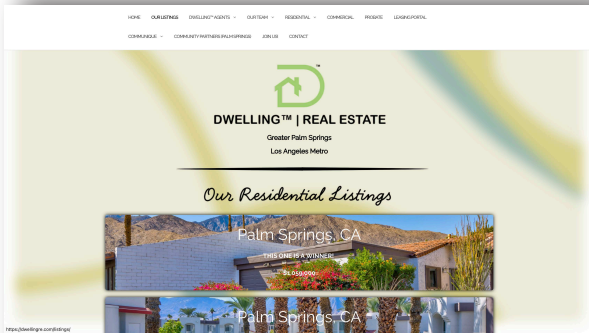 HOME OUR LISTINGS DWELLING™ AGENTS OUR TEAM RESIDENTIAL COMMERCIAL PROBATE LEASING PORTAL
COMMUNIQUE COMMUNITY PARTNERS (PALM SPRINGS) JOIN US! CONTACT
™
DWELLING™ | REAL ESTATE
Greater Palm Springs
Los Angeles Metro
Our Residential Listings
Palm Springs, CA
THIS ONE IS A WINNER!
$1,059,000
Palm Springs, CA
https://dwellingre.com/listings/